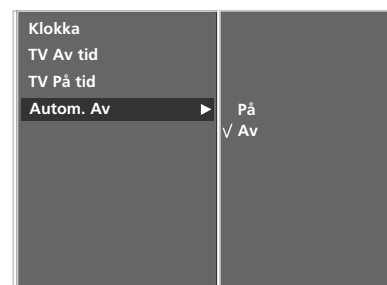 Klokka
TV Av tid
TV På tid
Autom. Av ▶
På
√ Av